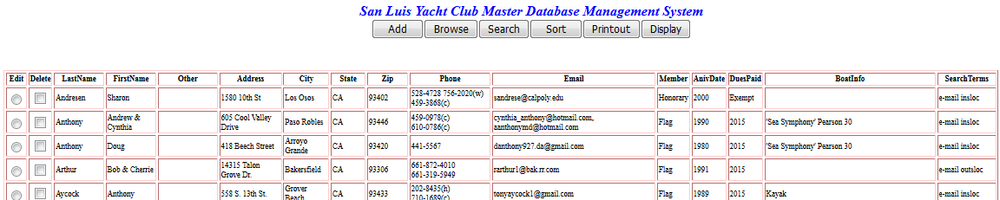 San Luis Yacht Club Master Database Management System
Add Browse Search Sort Printout Display
Edit Delete LastName FirstName Other Address City State Zip Phone Email Member AnivDate DuesPaid BoatInfo SearchTerms
Andresen Sharon 1580 10th St Los Osos CA 93402 528-4728 756-2020(w) sandrese@calpoly.edu Honorary 2000 Exempt e-mail insloc
459-3868(c)
Anthony Andrew & 605 Cool Valley Paso Robles CA 93446 459-0978(c) cynthia_anthony@hotmail.com, Flag 1990 2015 'Sea Symphony' Pearson 30 e-mail insloc
Cynthia Drive 610-0786(c) aanthonymd@hotmail.com
Anthony Doug 418 Beech Street Arroyo CA 93420 441-5567 danthony927.da@gmail.com Flag 1980 2015 'Sea Symphony' Pearson 30 e-mail insloc
Grande
Arthur Bob & Cherrie 14315 Talon Bakersfield CA 93306 661-872-4010 rarthur1@bak.rr.com Flag 1991 2015 e-mail outsloc
Grove Dr. 661-319-5949
Aycock Anthony 558 S. 13th St. Grover CA 93433 202-8435(h) tonyaycock1@gmail.com Flag 1989 2015 Kayak e-mail insloc
Beach 710-1689(c)